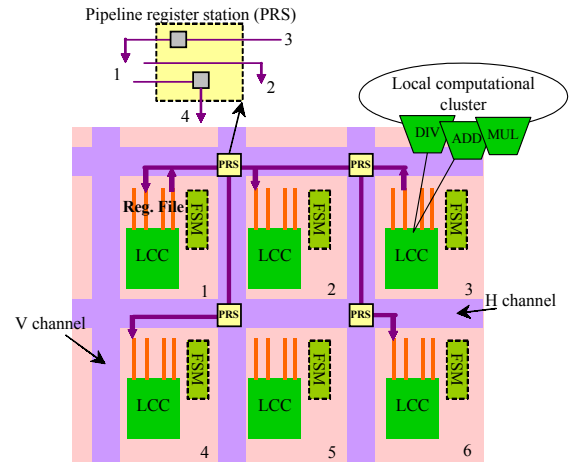 Pipeline register station (PRS)
3
1
2
4
Local computational
cluster
DIV
ADD
MUL
PRS
PRS
Reg. File
FSM
FSM
FSM
LCC
LCC
LCC
1
2
3
PRS
PRS
H channel
V channel
FSM
FSM
FSM
LCC
LCC
LCC
4
5
6